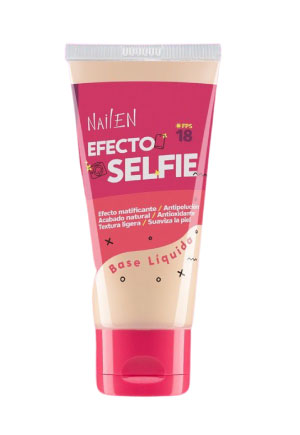 NAILEN
FPS
18
EFECTO
SELFIE
Efecto matificante / Antipolución
Acabado natural / Antioxidante
Textura ligera / Suaviza la piel
Base Líquida